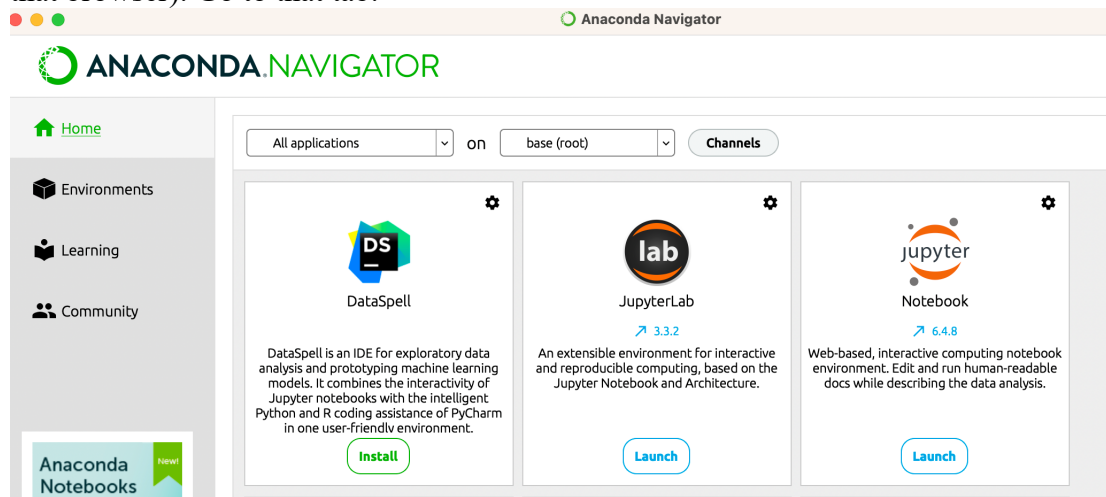 Anaconda Navigator
ANACONDA.NAVIGATOR
Home
All applications
on
base (root)
Channels
Environments
Learning
Community
DS
DataSpell
DataSpell is an IDE for exploratory data
analysis and prototyping machine learning
models. It combines the interactivity of
Jupyter notebooks with the intelligent
Python and R coding assistance of PyCharm
in one user-friendly environment.
Install
lab
JupyterLab
3.3.2
An extensible environment for interactive
and reproducible computing, based on the
Jupyter Notebook and Architecture.
Launch
jupyter
Notebook
6.4.8
Web-based, interactive computing notebook
environment. Edit and run human-readable
docs while describing the data analysis.
Launch
Anaconda
Notebooks
New!